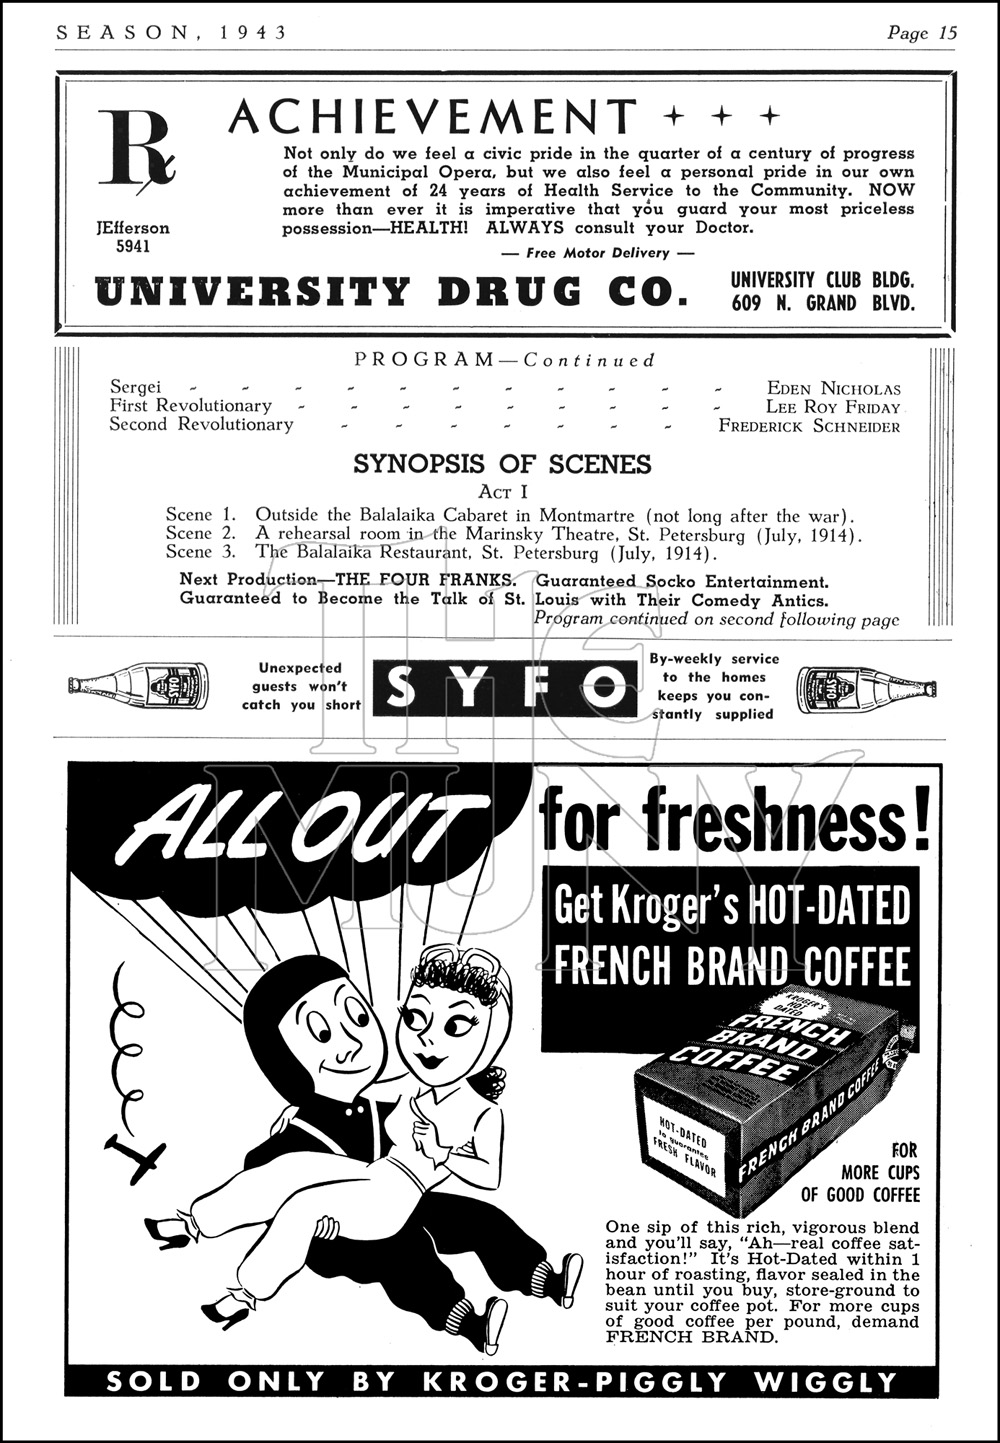 SEASON, 1943 Page 15
Rx
ACHIEVEMENT
Not only do we feel a civic pride in the quarter of a century of progress
of the Municipal Opera, but we also feel a personal pride in our own
achievement of 24 years of Health Service to the Community. NOW
more than ever it is imperative that you guard your most priceless
possession—HEALTH! ALWAYS consult your Doctor.
JEfferson
5941
— Free Motor Delivery —
UNIVERSITY DRUG CO.
UNIVERSITY CLUB BLDG.
609 N. GRAND BLVD.
PROGRAM—Continued
Sergei - - - - - - - - - - - EDEN NICHOLAS
First Revolutionary - - - - - - - - - LEE ROY FRIDAY
Second Revolutionary - - - - - - - FREDERICK SCHNEIDER
SYNOPSIS OF SCENES
ACT I
Scene 1. Outside the Balalaika Cabaret in Montmartre (not long after the war).
Scene 2. A rehearsal room in the Marinsky Theatre, St. Petersburg (July, 1914).
Scene 3. The Balalaika Restaurant, St. Petersburg (July, 1914).
Next Production—THE FOUR FRANKS. Guaranteed Socko Entertainment.
Guaranteed to Become the Talk of St. Louis with Their Comedy Antics.
Program continued on second following page
THE
MUNY
SYFO
Unexpected
guests won't
catch you short
SYFO
By-weekly service
to the homes
keeps you con-
stantly supplied
SYFO
ALL OUT
for freshness!
Get Kroger's HOT-DATED
FRENCH BRAND COFFEE
KROGER'S
HOT
DATED
FRENCH
BRAND
COFFEE
FRENCH BRAND COFFEE
HOT-DATED
to guarantee
FRESH FLAVOR
FOR
MORE CUPS
OF GOOD COFFEE
One sip of this rich, vigorous blend
and you'll say, "Ah—real coffee sat-
isfaction!" It's Hot-Dated within 1
hour of roasting, flavor sealed in the
bean until you buy, store-ground to
suit your coffee pot. For more cups
of good coffee per pound, demand
FRENCH BRAND.
SOLD ONLY BY KROGER-PIGGLY WIGGLY